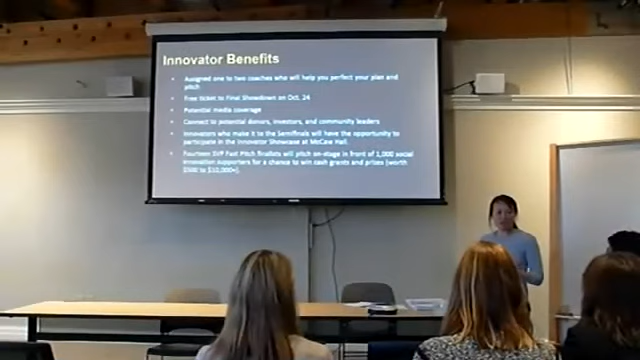 Innovator Benefits
• Assigned one to two coaches who will help you perfect your plan and
pitch
• Free ticket to Final Showdown on Oct. 24
• Potential media coverage
• Connect to potential donors, investors, and community leaders
• Innovators who make it to the Semifinals will have the opportunity to
participate in the Innovator Showcase at McCaw Hall.
• Fourteen SVP Fast Pitch finalists will pitch on-stage in front of 1,000 social
innovation supporters for a chance to win cash grants and prizes (worth
to $10,000+).